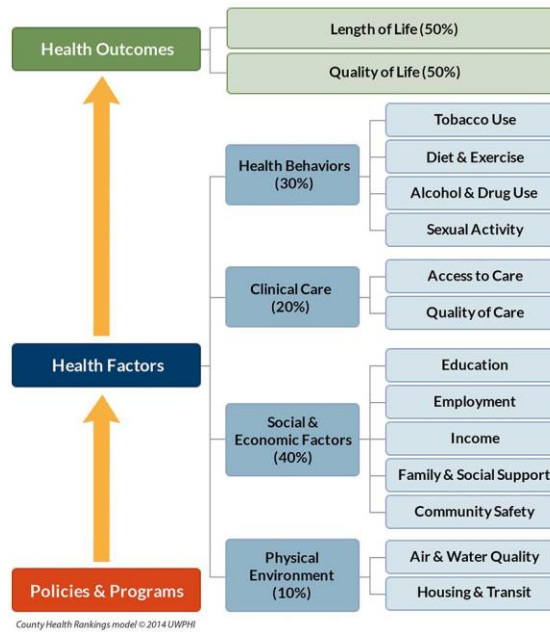 Health Outcomes
Length of Life (50%)
Quality of Life (50%)
Health Behaviors
(30%)
Tobacco Use
Diet & Exercise
Alcohol & Drug Use
Sexual Activity
Clinical Care
(20%)
Access to Care
Quality of Care
Health Factors
Social &
Economic Factors
(40%)
Education
Employment
Income
Family & Social Support
Community Safety
Physical
Environment
(10%)
Air & Water Quality
Housing & Transit
Policies & Programs
County Health Rankings model © 2014 UWPHI